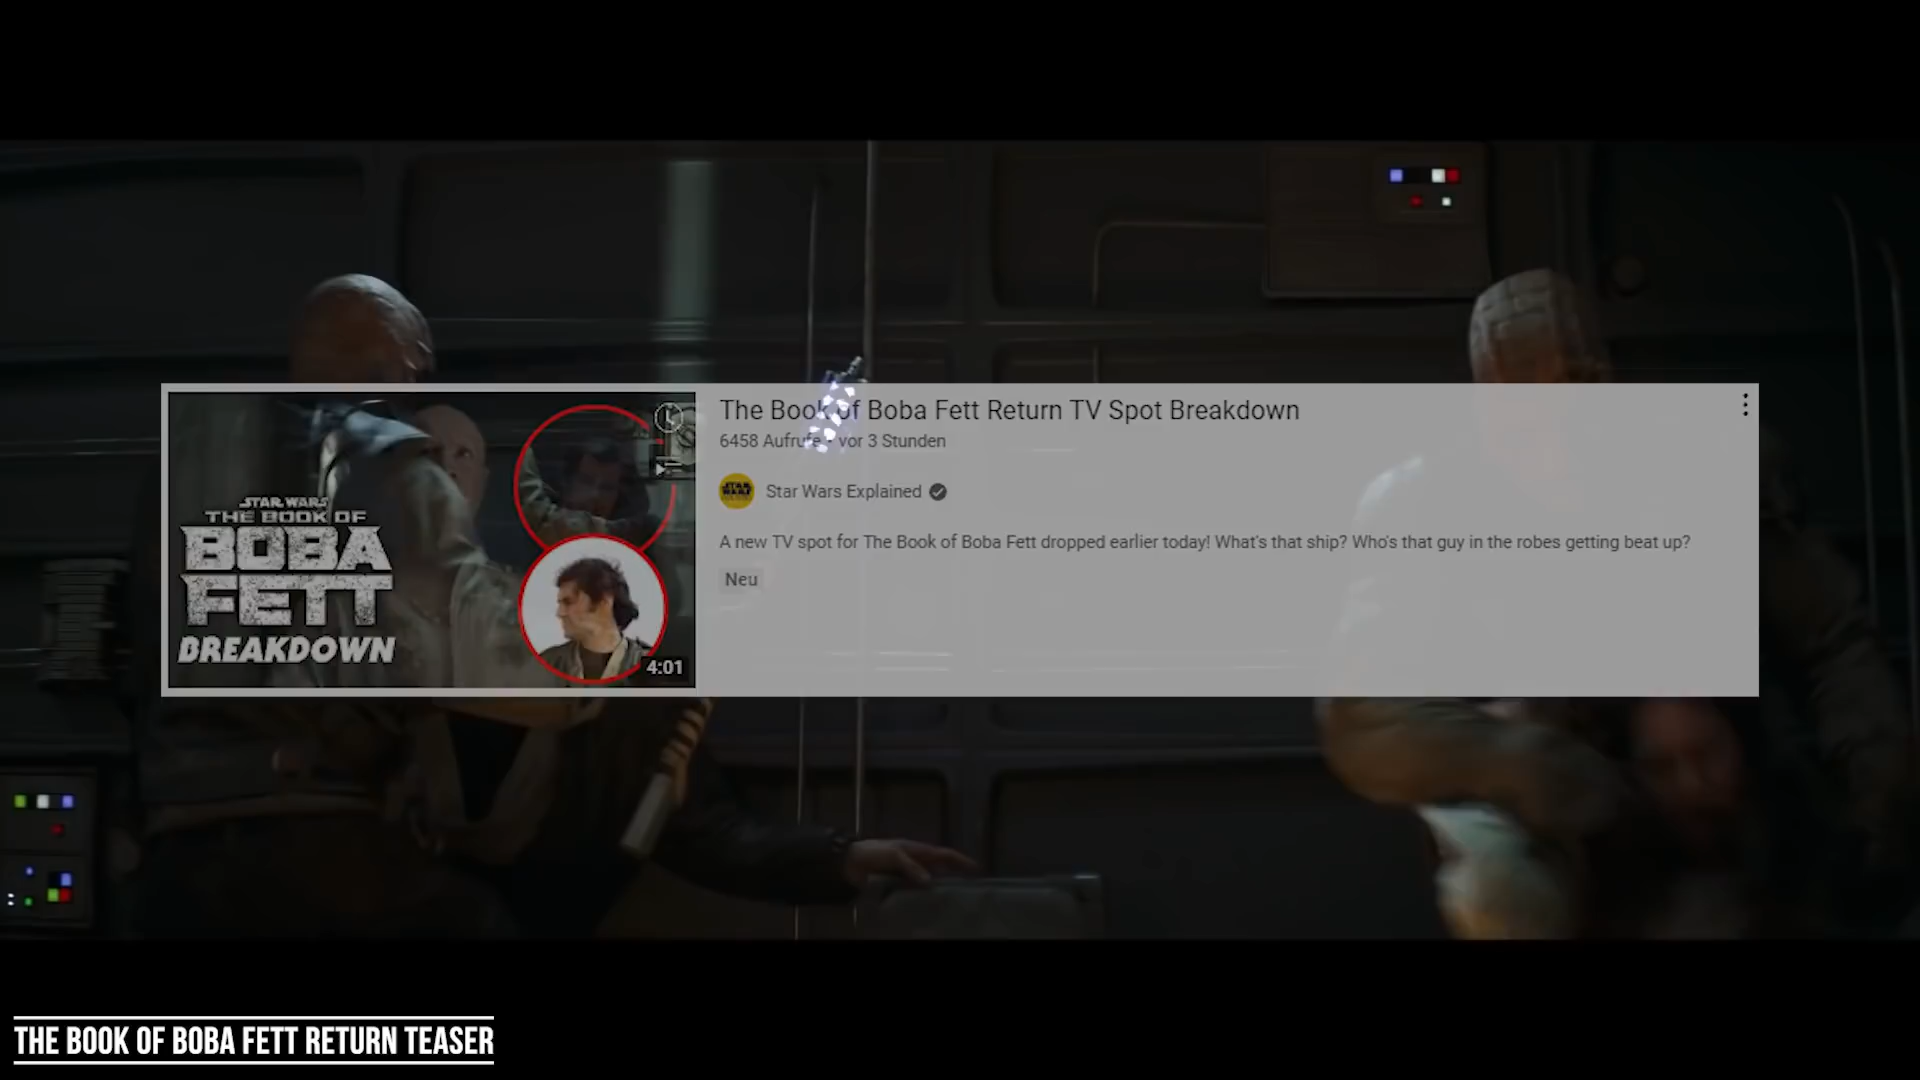 The Book of Boba Fett Return TV Spot Breakdown
6458 Aufrufe • vor 3 Stunden
Star Wars Explained
A new TV spot for The Book of Boba Fett dropped earlier today! What's that ship? Who's that guy in the robes getting beat up?
Neu
STAR WARS
THE BOOK OF
BOBA
FETT
BREAKDOWN
4:01
THE BOOK OF BOBA FETT RETURN TEASER